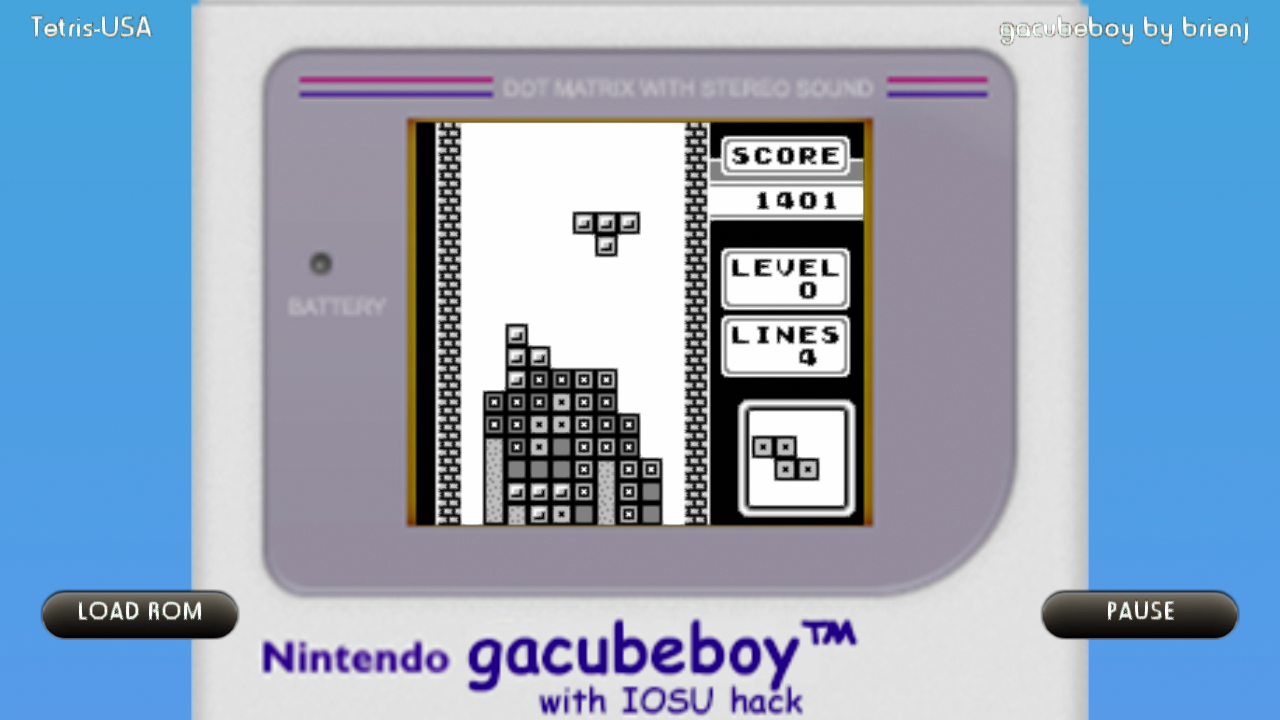 Tetris-USA
gacubeboy by brienj
DOT MATRIX WITH STEREO SOUND
SCORE
1401
LEVEL
0
LINES
4
BATTERY
LOAD ROM
PAUSE
Nintendo gacubeboy™
with IOSU hack